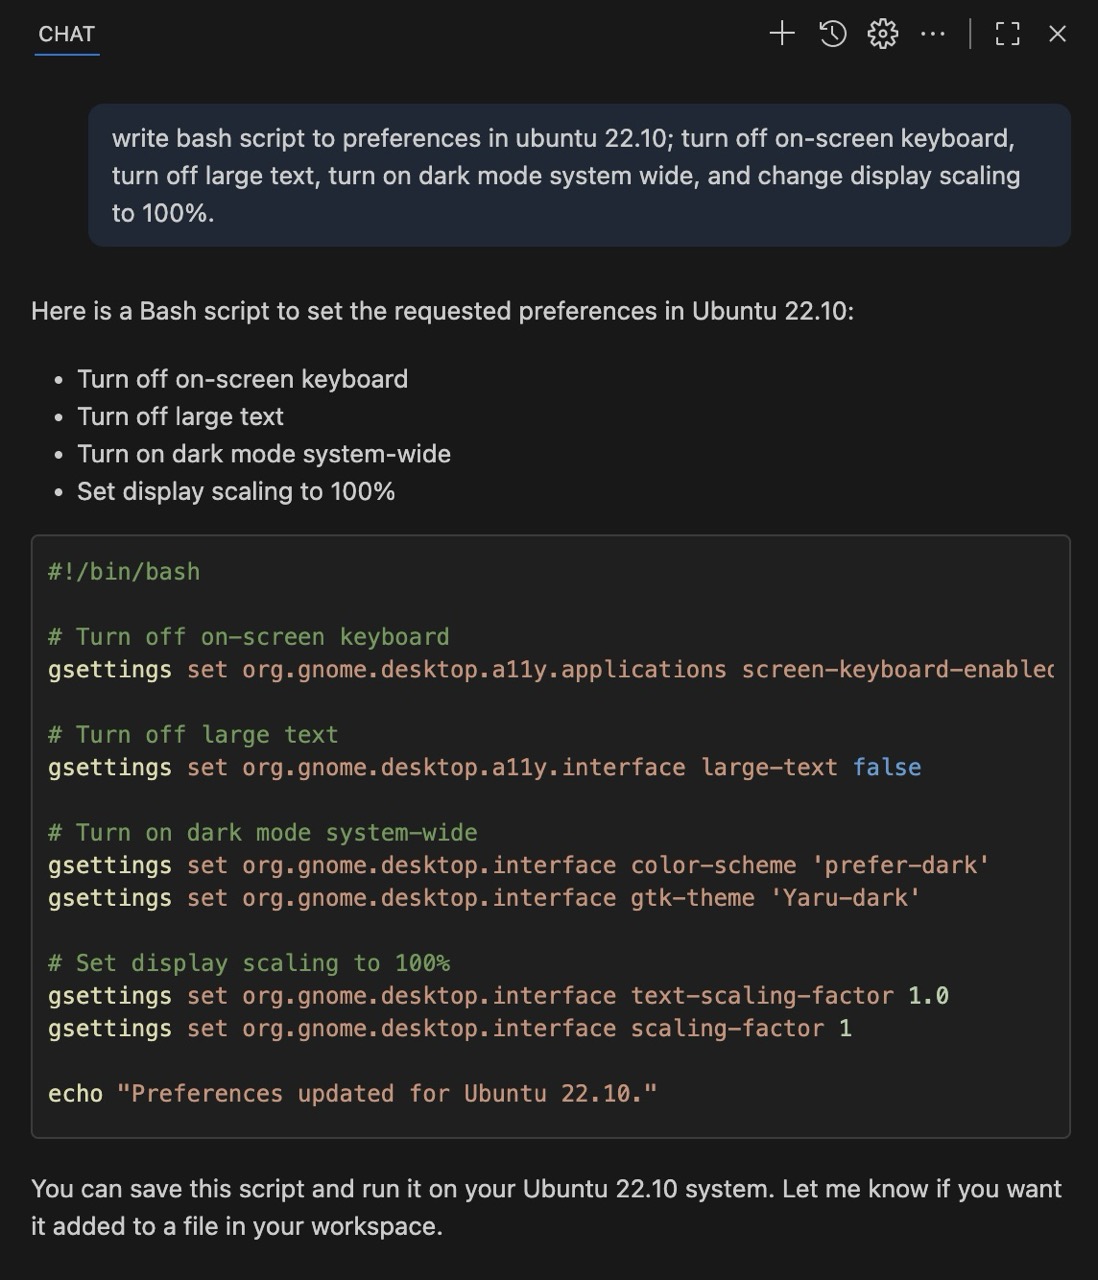 CHAT
write bash script to preferences in ubuntu 22.10; turn off on-screen keyboard,
turn off large text, turn on dark mode system wide, and change display scaling
to 100%.
Here is a Bash script to set the requested preferences in Ubuntu 22.10:
• Turn off on-screen keyboard
• Turn off large text
• Turn on dark mode system-wide
• Set display scaling to 100%
#!/bin/bash
# Turn off on-screen keyboard
gsettings set org.gnome.desktop.a11y.applications screen-keyboard-enabled
# Turn off large text
gsettings set org.gnome.desktop.a11y.interface large-text false
# Turn on dark mode system-wide
gsettings set org.gnome.desktop.interface color-scheme 'prefer-dark'
gsettings set org.gnome.desktop.interface gtk-theme 'Yaru-dark'
# Set display scaling to 100%
gsettings set org.gnome.desktop.interface text-scaling-factor 1.0
gsettings set org.gnome.desktop.interface scaling-factor 1
echo "Preferences updated for Ubuntu 22.10."
You can save this script and run it on your Ubuntu 22.10 system. Let me know if you want
it added to a file in your workspace.